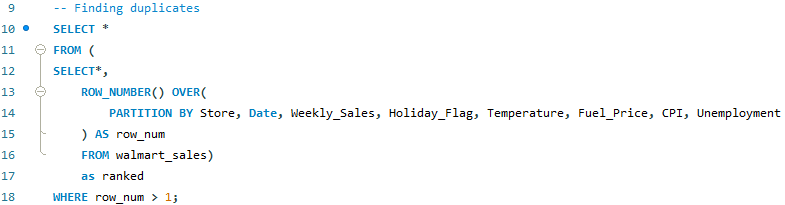 9 -- Finding duplicates
10 SELECT *
11 FROM (
12 SELECT*,
13 ROW_NUMBER() OVER(
14 PARTITION BY Store, Date, Weekly_Sales, Holiday_Flag, Temperature, Fuel_Price, CPI, Unemployment
15 ) AS row_num
16 FROM walmart_sales)
17 as ranked
18 WHERE row_num > 1;